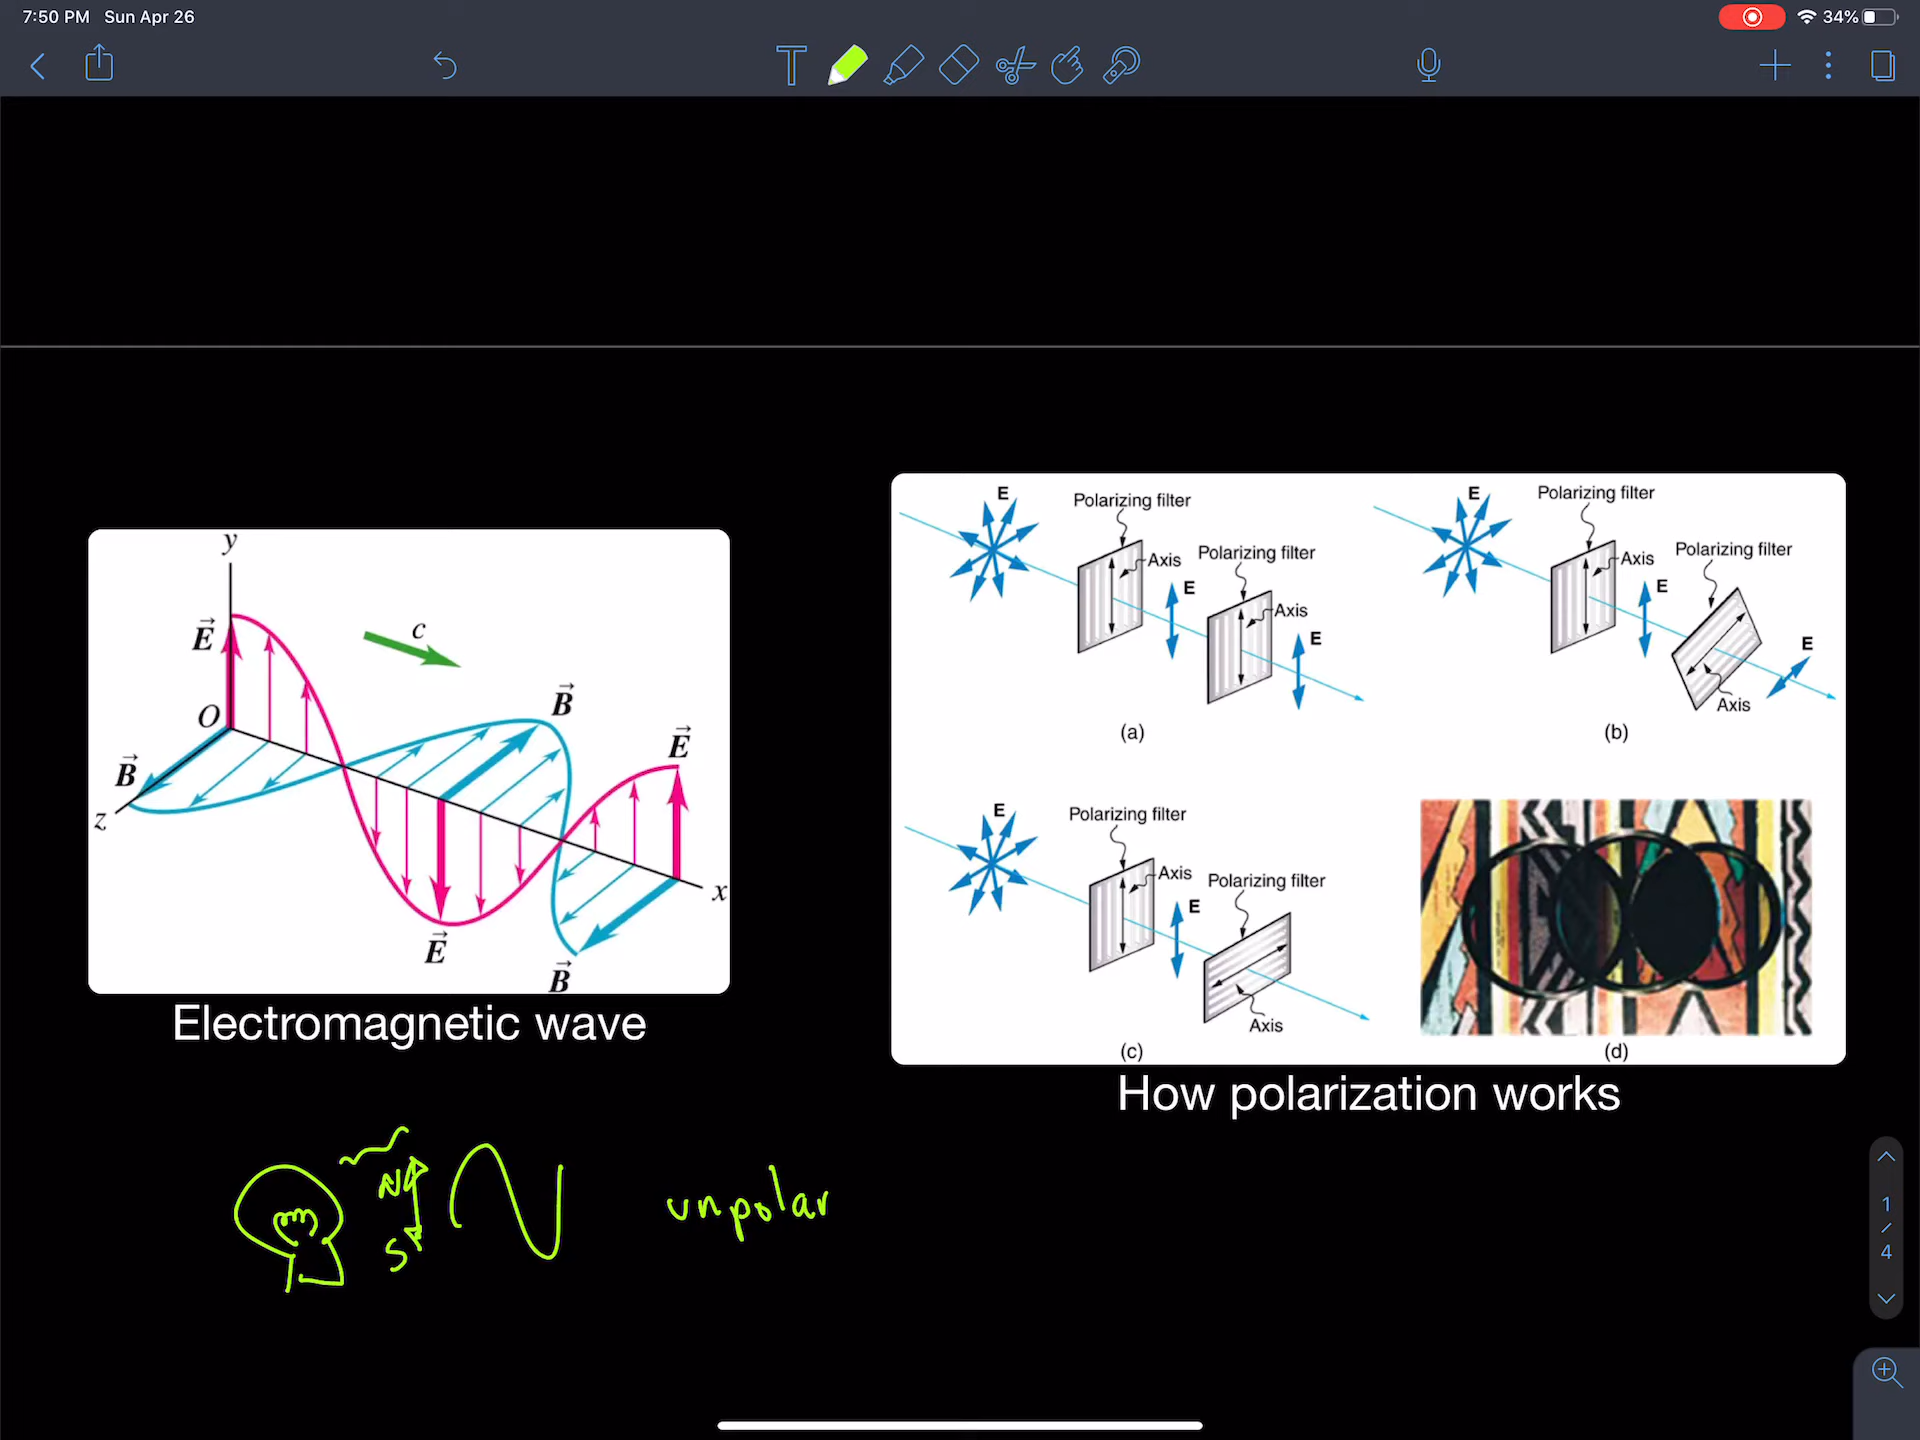 7:50 PM Sun Apr 26
34%
y
E
c
O
B
B
E
z
x
E
B
Electromagnetic wave
E
Polarizing filter
Axis
Polarizing filter
E
Axis
E
(a)
E
Polarizing filter
Axis
Polarizing filter
E
E
Axis
(b)
E
Polarizing filter
Axis
Polarizing filter
E
Axis
(c)
(d)
How polarization works
N
S
unpolar
1
/
4